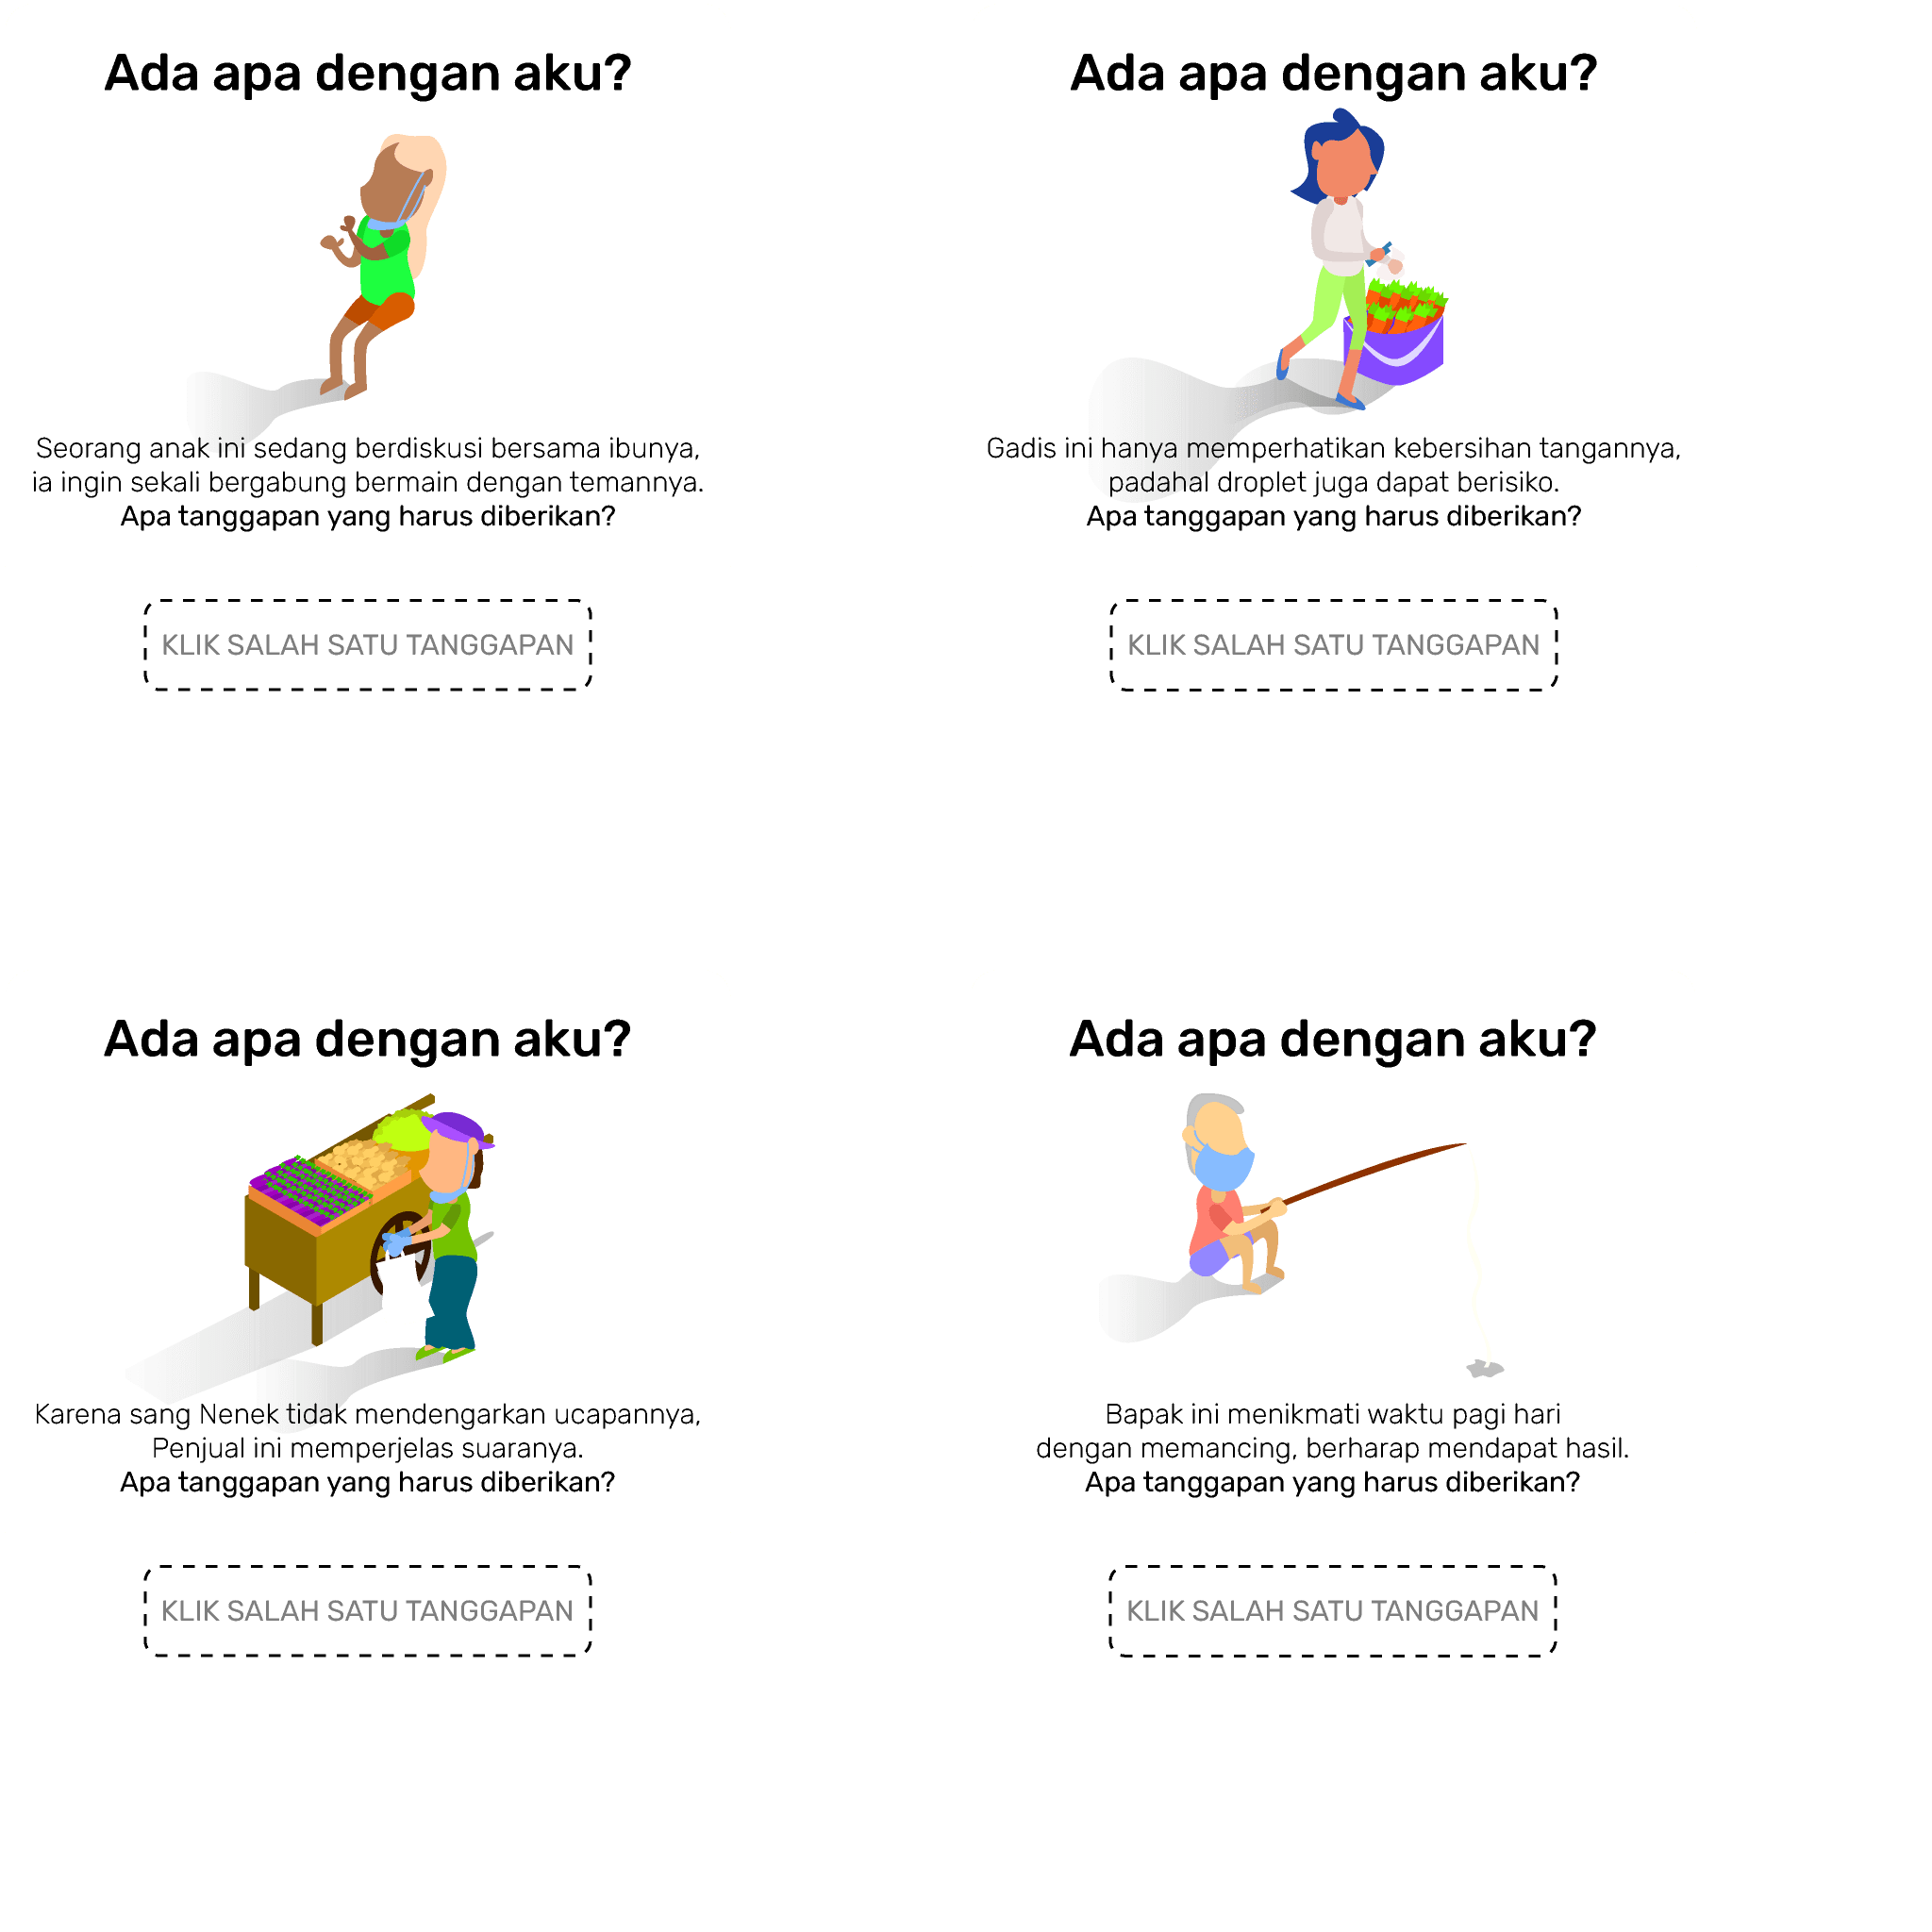 Ada apa dengan aku?
Seorang anak ini sedang berdiskusi bersama ibunya,
ia ingin sekali bergabung bermain dengan temannya.
Apa tanggapan yang harus diberikan?
KLIK SALAH SATU TANGGAPAN
Ada apa dengan aku?
Gadis ini hanya memperhatikan kebersihan tangannya,
padahal droplet juga dapat berisiko.
Apa tanggapan yang harus diberikan?
KLIK SALAH SATU TANGGAPAN
Ada apa dengan aku?
Karena sang Nenek tidak mendengarkan ucapannya,
Penjual ini memperjelas suaranya.
Apa tanggapan yang harus diberikan?
KLIK SALAH SATU TANGGAPAN
Ada apa dengan aku?
Bapak ini menikmati waktu pagi hari
dengan memancing, berharap mendapat hasil.
Apa tanggapan yang harus diberikan?
KLIK SALAH SATU TANGGAPAN